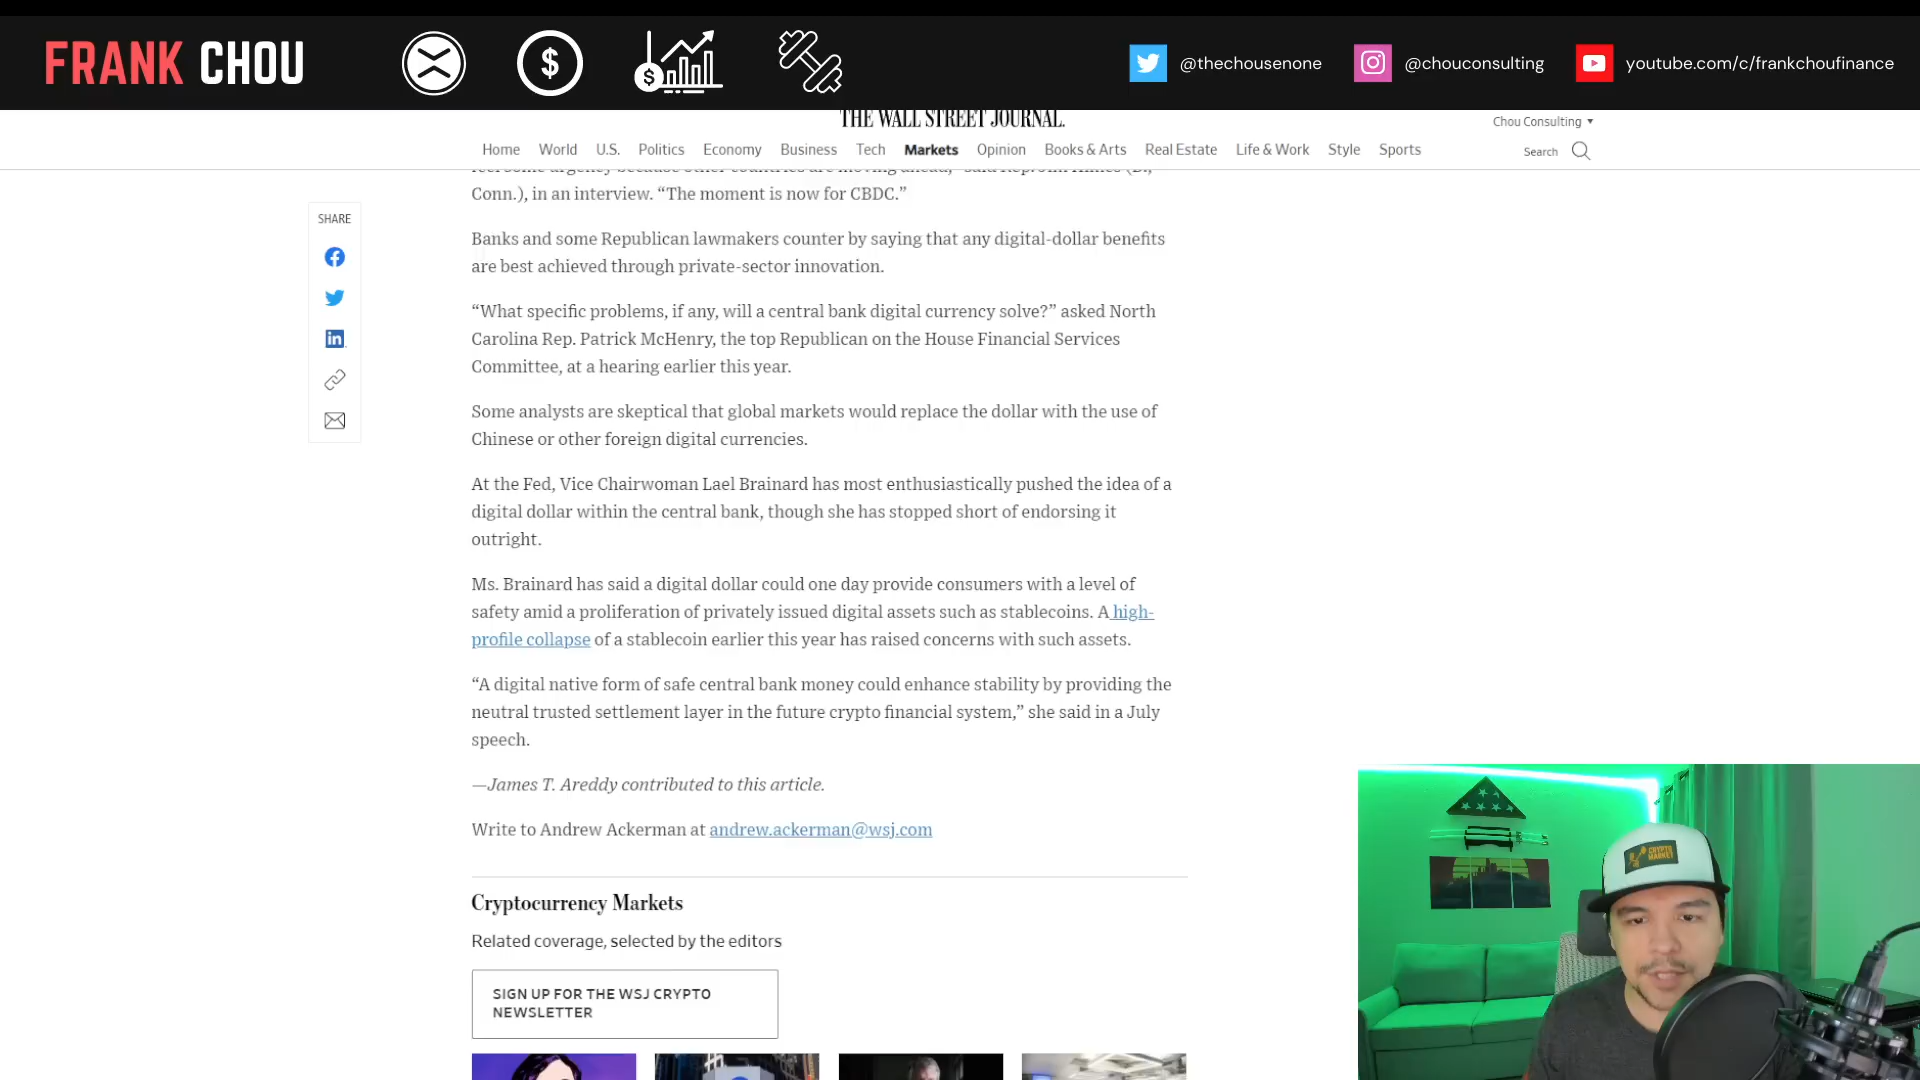 FRANK CHOU
@thechousenone
@chouconsulting
youtube.com/c/frankchoufinance
THE WALL STREET JOURNAL.
Chou Consulting
Home World U.S. Politics Economy Business Tech Markets Opinion Books & Arts Real Estate Life & Work Style Sports
Search
SHARE
Conn.), in an interview. “The moment is now for CBDC.”
Banks and some Republican lawmakers counter by saying that any digital-dollar benefits
are best achieved through private-sector innovation.
“What specific problems, if any, will a central bank digital currency solve?” asked North
Carolina Rep. Patrick McHenry, the top Republican on the House Financial Services
Committee, at a hearing earlier this year.
Some analysts are skeptical that global markets would replace the dollar with the use of
Chinese or other foreign digital currencies.
At the Fed, Vice Chairwoman Lael Brainard has most enthusiastically pushed the idea of a
digital dollar within the central bank, though she has stopped short of endorsing it
outright.
Ms. Brainard has said a digital dollar could one day provide consumers with a level of
safety amid a proliferation of privately issued digital assets such as stablecoins. A high-
profile collapse of a stablecoin earlier this year has raised concerns with such assets.
“A digital native form of safe central bank money could enhance stability by providing the
neutral trusted settlement layer in the future crypto financial system,” she said in a July
speech.
—James T. Areddy contributed to this article.
Write to Andrew Ackerman at andrew.ackerman@wsj.com
Cryptocurrency Markets
Related coverage, selected by the editors
SIGN UP FOR THE WSJ CRYPTO
NEWSLETTER
CRYPTO
MARKET